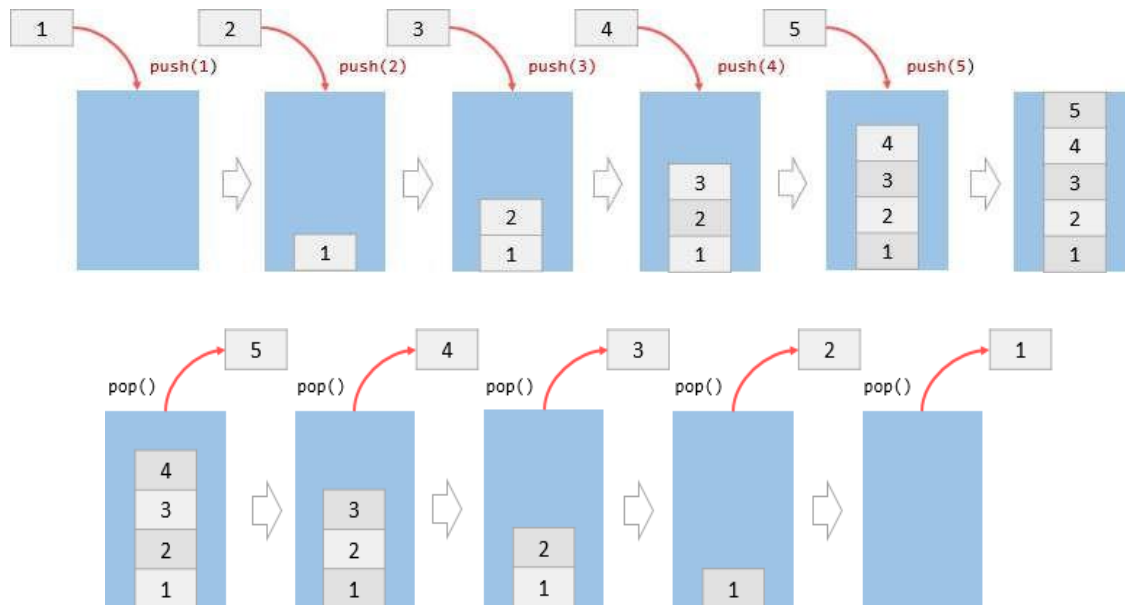 1 2 3 4 5
push(1) push(2) push(3) push(4) push(5)
5
4 4
3 3 3
2 2 2 2
1 1 1 1 1
5 4 3 2 1
pop() pop() pop() pop() pop()
4
3 3
2 2 2
1 1 1 1